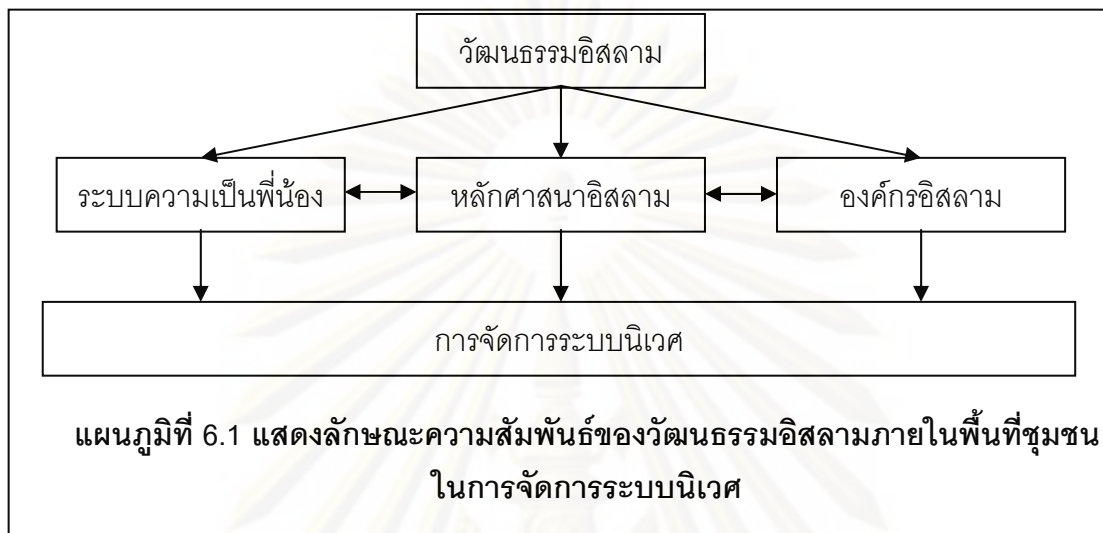 วัฒนธรรมอิสลาม
ระบบความเป็นพี่น้อง
หลักศาสนาอิสลาม
องค์กรอิสลาม
การจัดการระบบนิเวศ
แผนภูมิที่ 6.1 แสดงลักษณะความสัมพันธ์ของวัฒนธรรมอิสลามภายในพื้นที่ชุมชน
ในการจัดการระบบนิเวศ